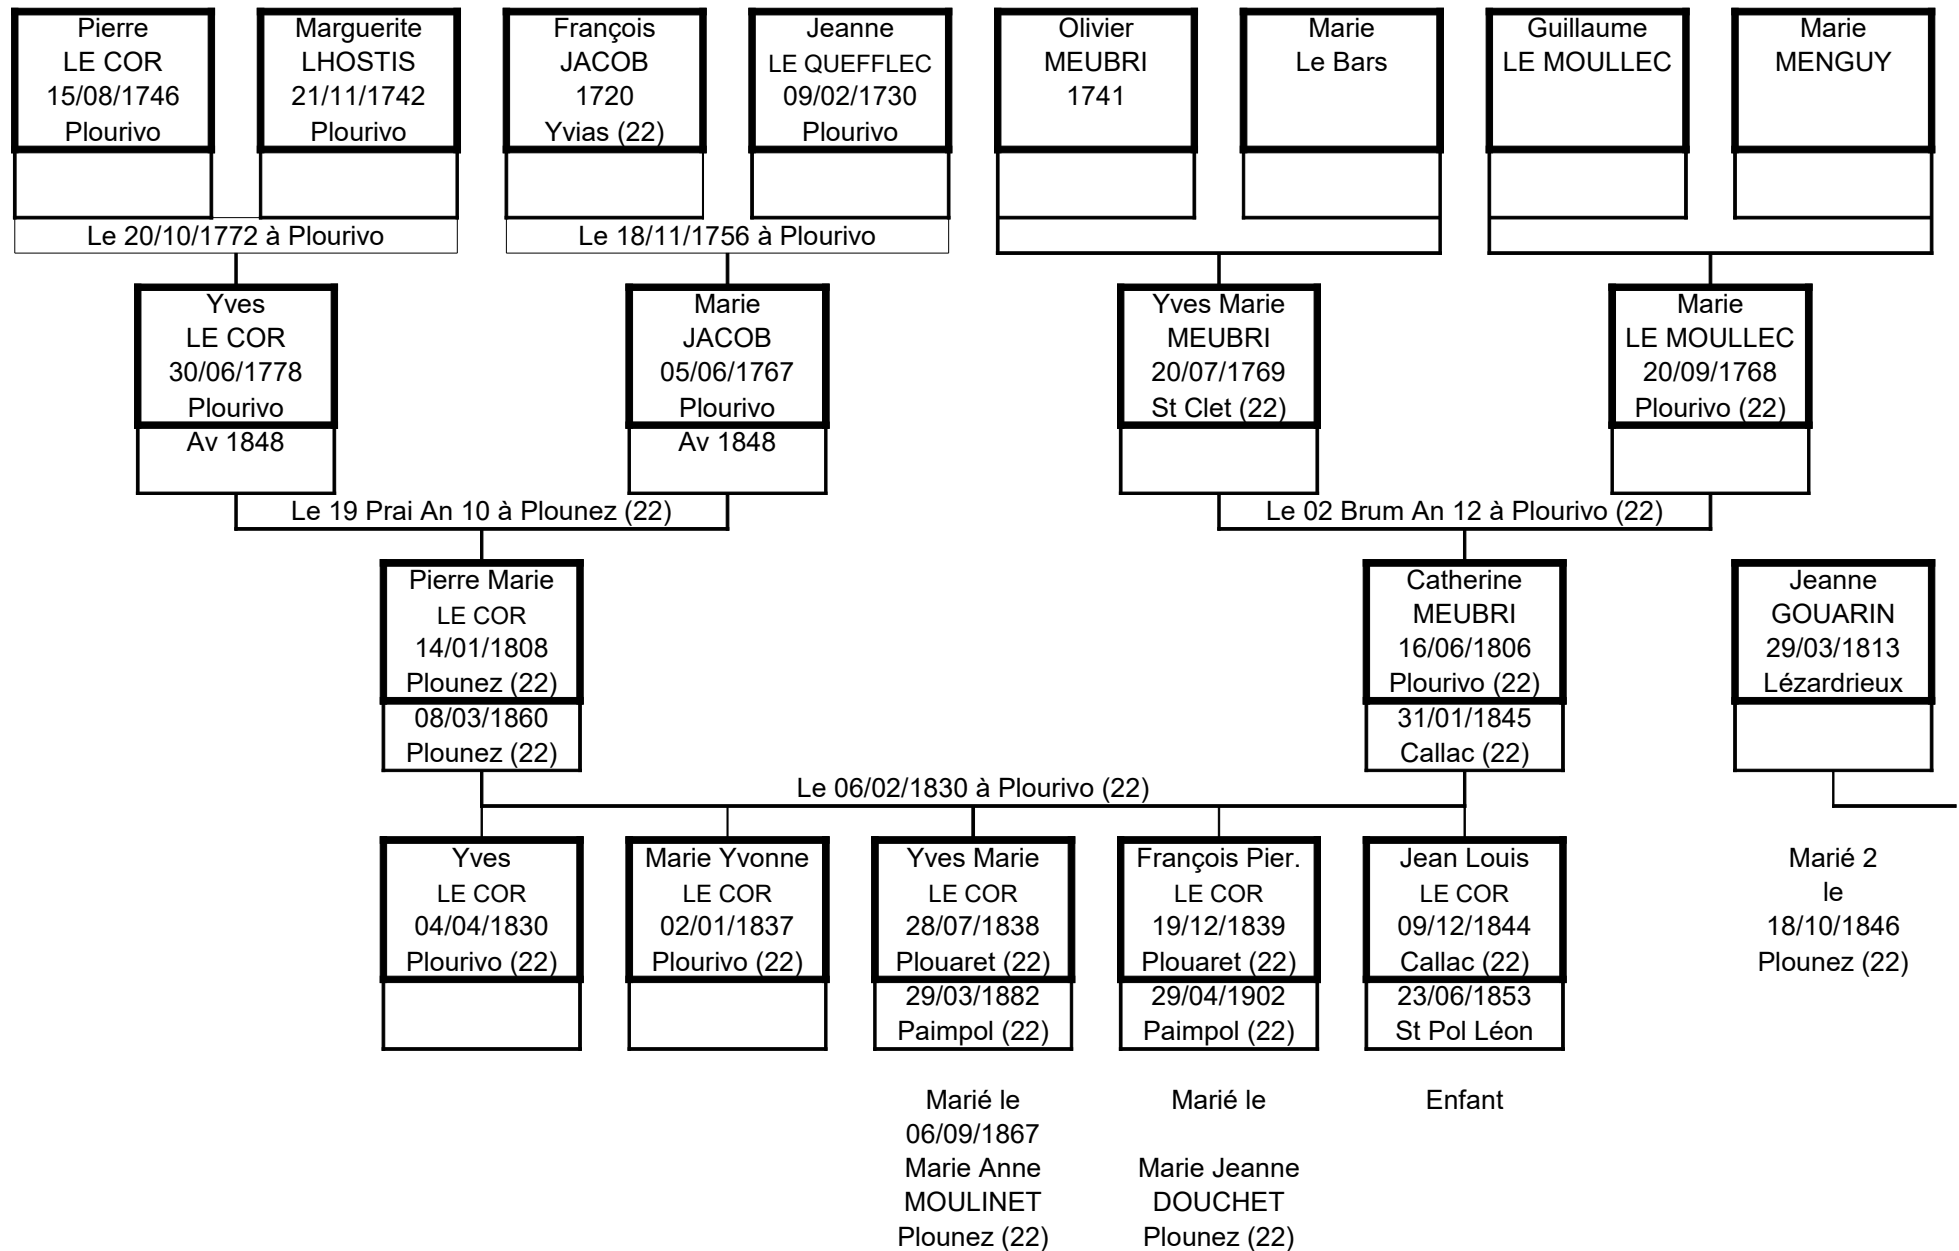 Pierre
LE COR
15/08/1746
Plourivo
Marguerite
LHOSTIS
21/11/1742
Plourivo
François
JACOB
1720
Yvias (22)
Jeanne
LE QUEFFLEC
09/02/1730
Plourivo
Olivier
MEUBRI
1741
Marie
Le Bars
Guillaume
LE MOULLEC
Marie
MENGUY
Le 20/10/1772 à Plourivo
Le 18/11/1756 à Plourivo
Yves
LE COR
30/06/1778
Plourivo
Av 1848
Marie
JACOB
05/06/1767
Plourivo
Av 1848
Yves Marie
MEUBRI
20/07/1769
St Clet (22)
Marie
LE MOULLEC
20/09/1768
Plourivo (22)
Le 19 Prai An 10 à Plounez (22)
Le 02 Brum An 12 à Plourivo (22)
Pierre Marie
LE COR
14/01/1808
Plounez (22)
08/03/1860
Plounez (22)
Catherine
MEUBRI
16/06/1806
Plourivo (22)
31/01/1845
Callac (22)
Jeanne
GOUARIN
29/03/1813
Lézardrieux
Le 06/02/1830 à Plourivo (22)
Yves
LE COR
04/04/1830
Plourivo (22)
Marie Yvonne
LE COR
02/01/1837
Plourivo (22)
Yves Marie
LE COR
28/07/1838
Plouaret (22)
29/03/1882
Paimpol (22)
François Pier.
LE COR
19/12/1839
Plouaret (22)
29/04/1902
Paimpol (22)
Jean Louis
LE COR
09/12/1844
Callac (22)
23/06/1853
St Pol Léon
Marié 2
le
18/10/1846
Plounez (22)
Marié le
06/09/1867
Marie Anne
MOULINET
Plounez (22)
Marié le
Marie Jeanne
DOUCHET
Plounez (22)
Enfant